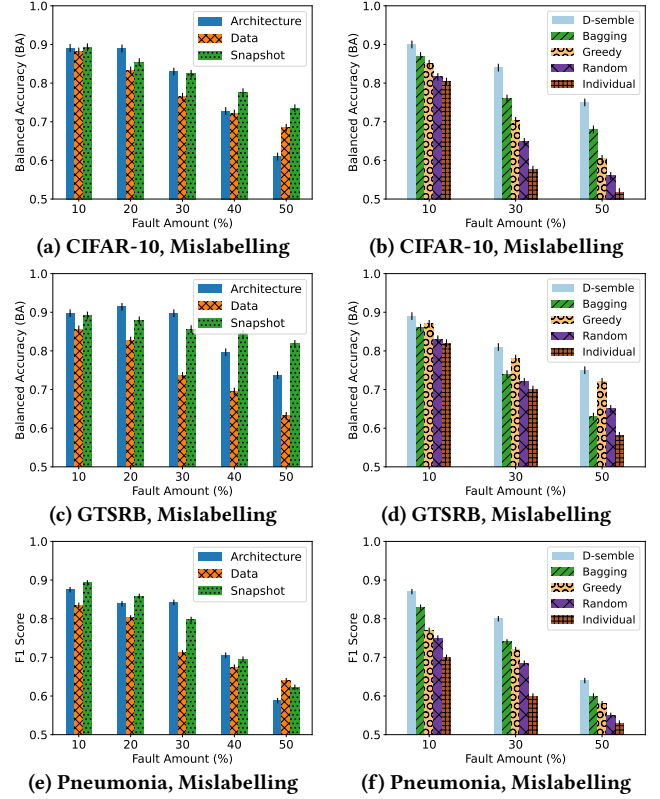 1.0
0.9
0.8
0.7
0.6
0.5
Balanced Accuracy (BA)
Architecture
Data
Snapshot
10 20 30 40 50
Fault Amount (%)
(a) CIFAR-10, Mislabelling
1.0
0.9
0.8
0.7
0.6
0.5
Balanced Accuracy (BA)
D-semble
Bagging
Greedy
Random
Individual
10 30 50
Fault Amount (%)
(b) CIFAR-10, Mislabelling
1.0
0.9
0.8
0.7
0.6
0.5
Balanced Accuracy (BA)
Architecture
Data
Snapshot
10 20 30 40 50
Fault Amount (%)
(c) GTSRB, Mislabelling
1.0
0.9
0.8
0.7
0.6
0.5
Balanced Accuracy (BA)
D-semble
Bagging
Greedy
Random
Individual
10 30 50
Fault Amount (%)
(d) GTSRB, Mislabelling
1.0
0.9
0.8
0.7
0.6
0.5
F1 Score
Architecture
Data
Snapshot
10 20 30 40 50
Fault Amount (%)
(e) Pneumonia, Mislabelling
1.0
0.9
0.8
0.7
0.6
0.5
F1 Score
D-semble
Bagging
Greedy
Random
Individual
10 30 50
Fault Amount (%)
(f) Pneumonia, Mislabelling